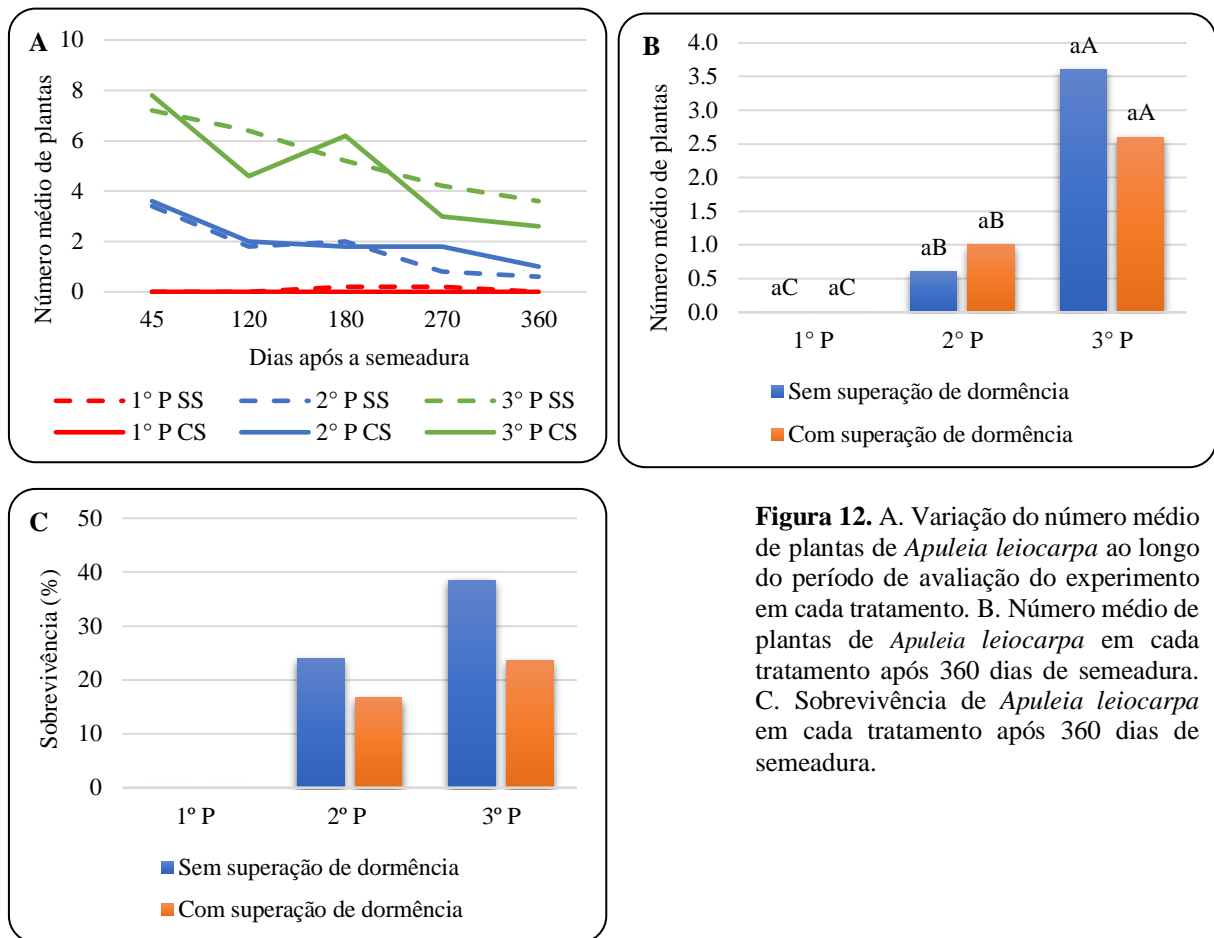 A
10
8
6
4
2
0
Número médio de plantas
45 120 180 270 360
Dias após a semeadura
1° P SS 2° P SS 3° P SS
1° P CS 2° P CS 3° P CS
B
4.0
3.5
3.0
2.5
2.0
1.5
1.0
0.5
0.0
Número médio de plantas
aC aC aB aB aA aA
1° P 2° P 3° P
Sem superação de dormência
Com superação de dormência
C
50
40
30
20
10
0
Sobrevivência (%)
1º P 2º P 3º P
Sem superação de dormência
Com superação de dormência
Figura 12. A. Variação do número médio
de plantas de Apuleia leiocarpa ao longo
do período de avaliação do experimento
em cada tratamento. B. Número médio de
plantas de Apuleia leiocarpa em cada
tratamento após 360 dias de semeadura.
C. Sobrevivência de Apuleia leiocarpa
em cada tratamento após 360 dias de
semeadura.